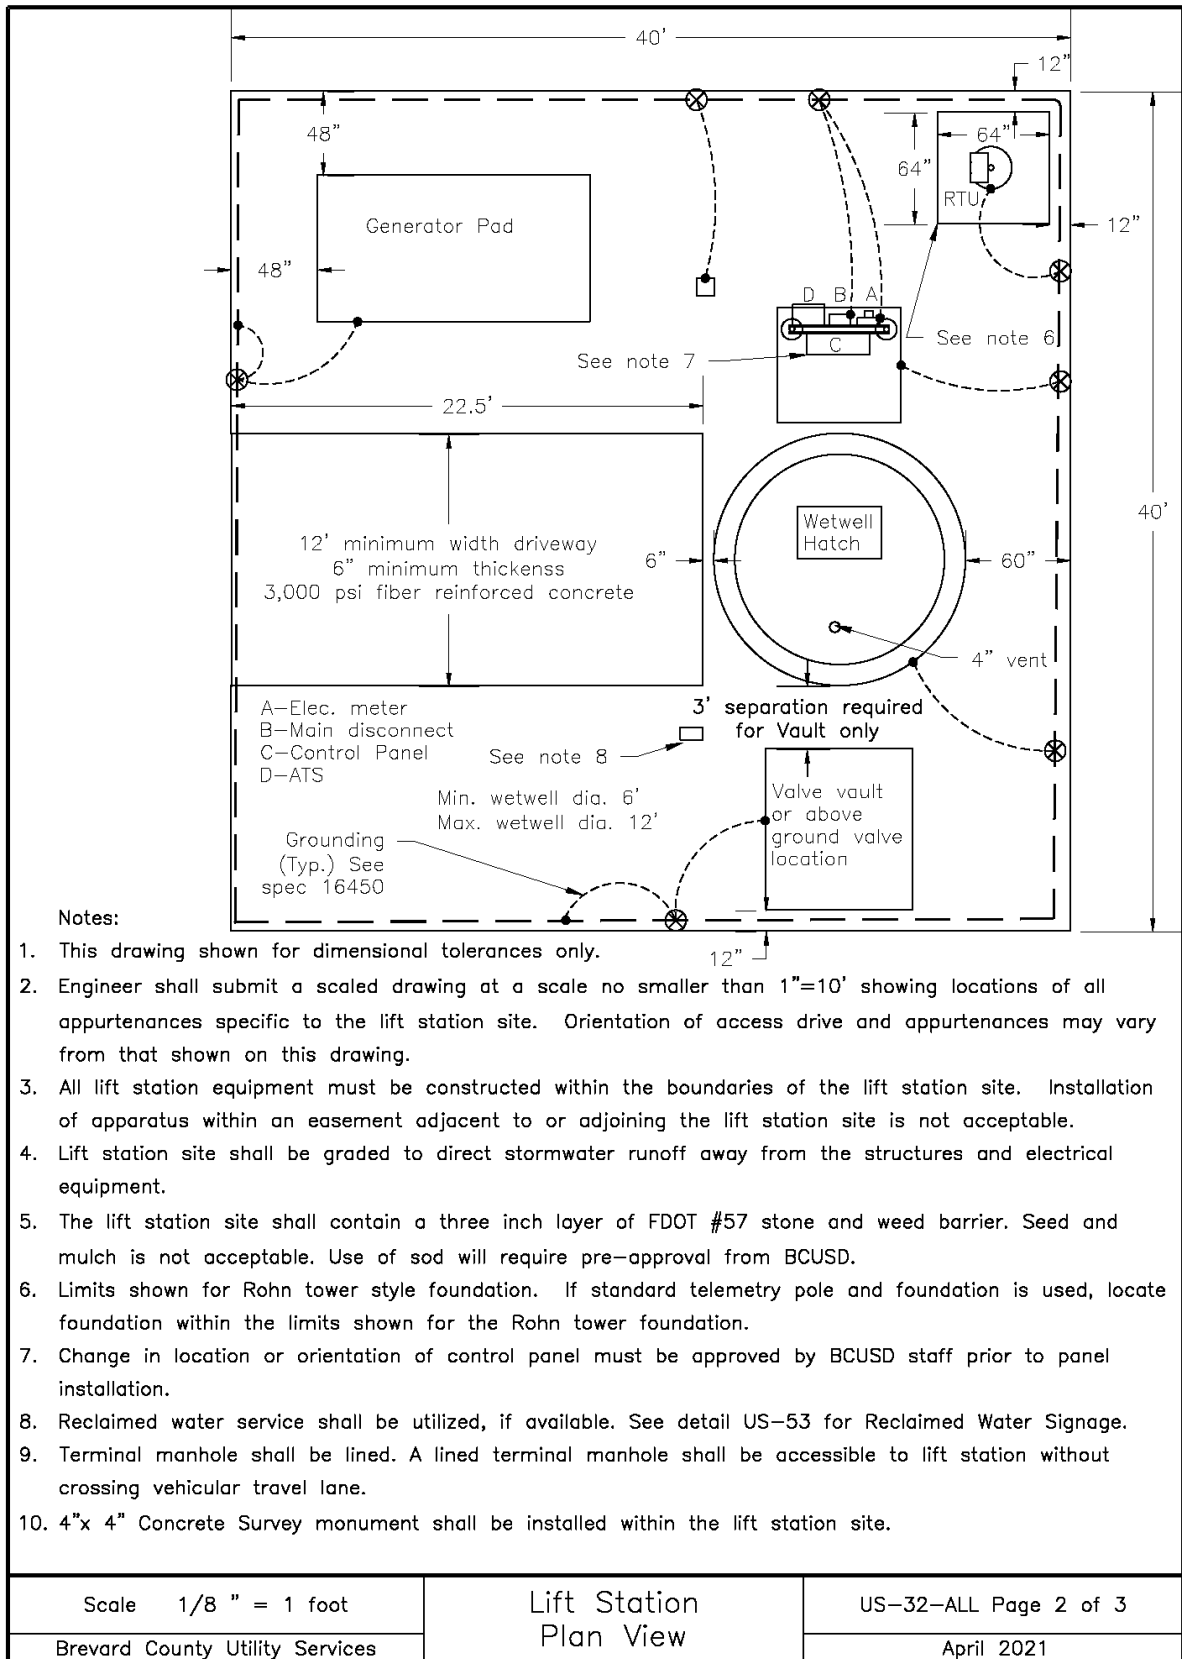 40'
12"
48"
64"
64"
RTU
Generator Pad
12"
48"
D B A
C
See note 6
See note 7
22.5'
40'
Wetwell
Hatch
12' minimum width driveway
6" minimum thickenss
3,000 psi fiber reinforced concrete
6"
60"
4" vent
A-Elec. meter
B-Main disconnect
C-Control Panel
D-ATS
3' separation required
for Vault only
See note 8
Min. wetwell dia. 6'
Max. wetwell dia. 12'
Valve vault
or above
ground valve
location
Grounding
(Typ.) See
spec 16450
12"
Notes:
1. This drawing shown for dimensional tolerances only.
2. Engineer shall submit a scaled drawing at a scale no smaller than 1"=10' showing locations of all
appurtenances specific to the lift station site. Orientation of access drive and appurtenances may vary
from that shown on this drawing.
3. All lift station equipment must be constructed within the boundaries of the lift station site. Installation
of apparatus within an easement adjacent to or adjoining the lift station site is not acceptable.
4. Lift station site shall be graded to direct stormwater runoff away from the structures and electrical
equipment.
5. The lift station site shall contain a three inch layer of FDOT #57 stone and weed barrier. Seed and
mulch is not acceptable. Use of sod will require pre-approval from BCUSD.
6. Limits shown for Rohn tower style foundation. If standard telemetry pole and foundation is used, locate
foundation within the limits shown for the Rohn tower foundation.
7. Change in location or orientation of control panel must be approved by BCUSD staff prior to panel
installation.
8. Reclaimed water service shall be utilized, if available. See detail US-53 for Reclaimed Water Signage.
9. Terminal manhole shall be lined. A lined terminal manhole shall be accessible to lift station without
crossing vehicular travel lane.
10. 4"x 4" Concrete Survey monument shall be installed within the lift station site.
Scale 1/8 " = 1 foot
Brevard County Utility Services
Lift Station
Plan View
US-32-ALL Page 2 of 3
April 2021